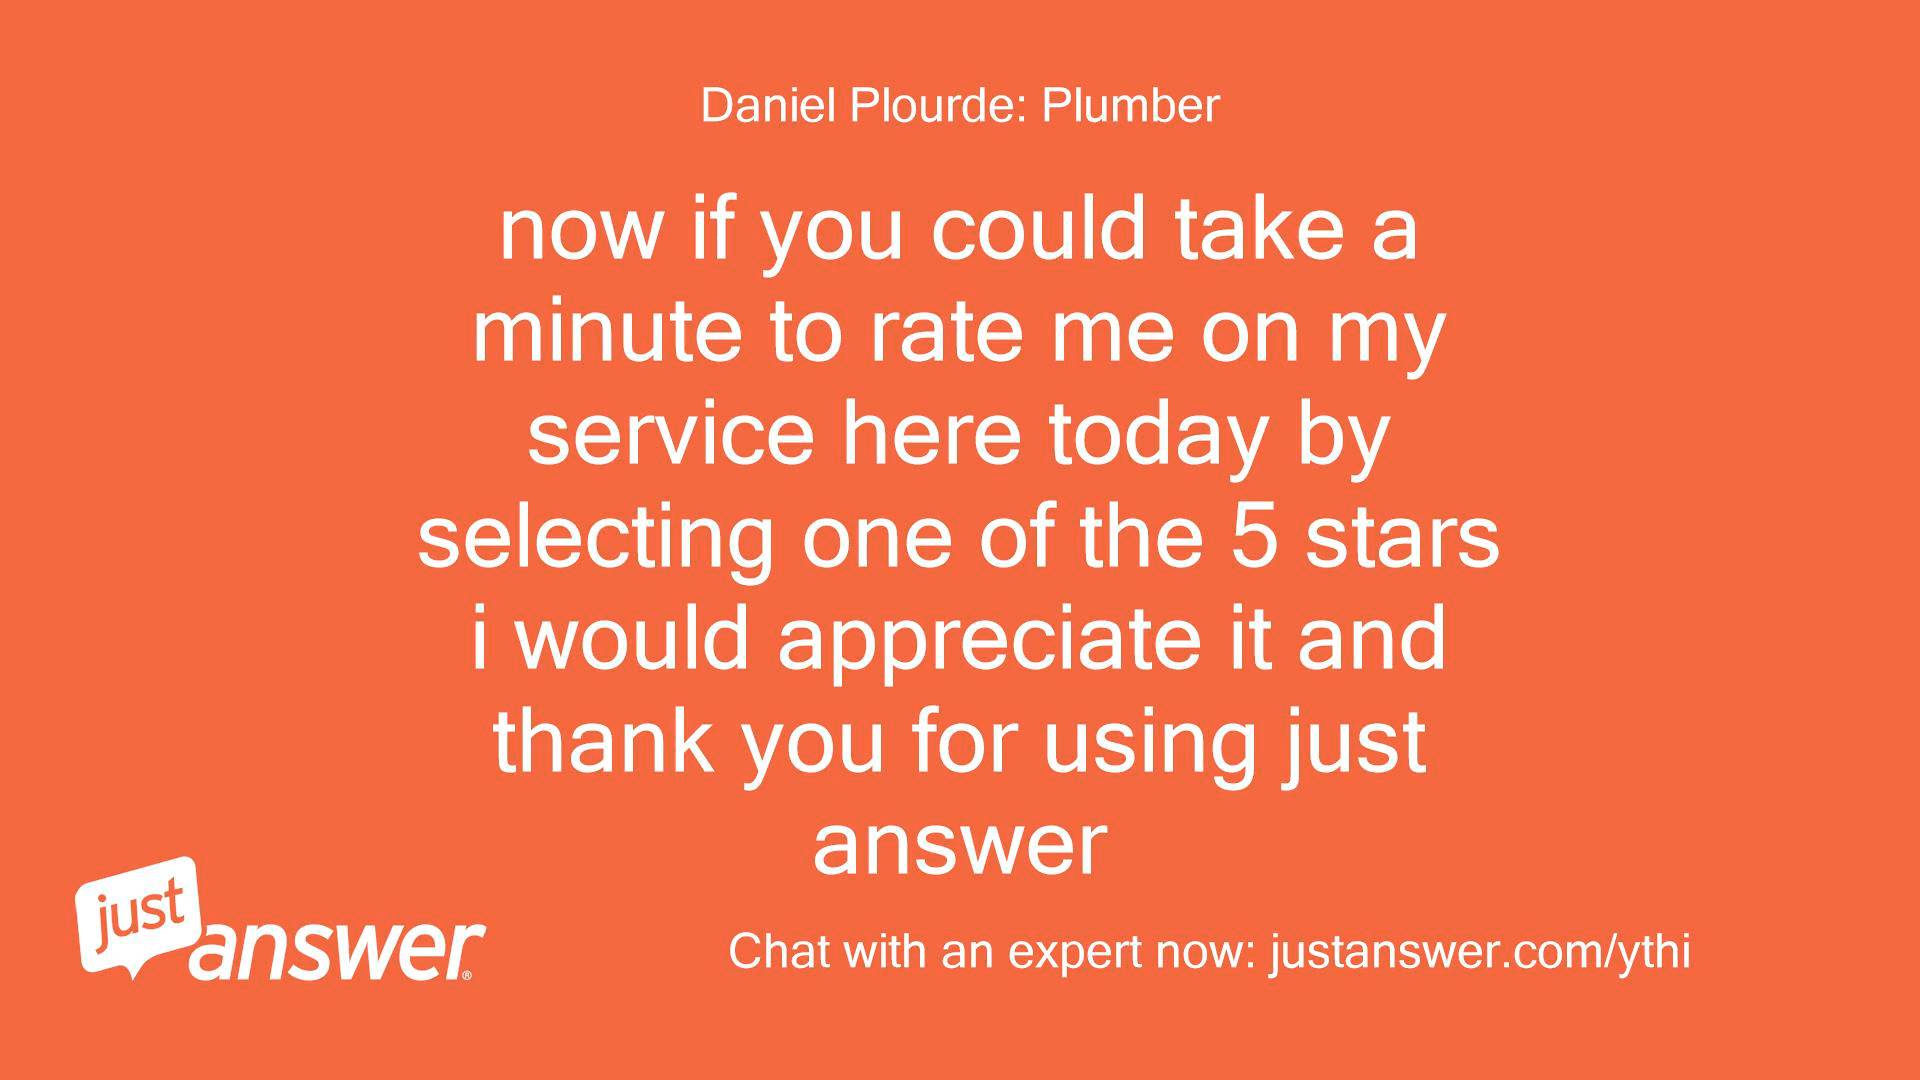 Daniel Plourde: Plumber
now if you could take a
minute to rate me on my
service here today by
selecting one of the 5 stars
i would appreciate it and
thank you for using just
answer
just
answer®
Chat with an expert now: justanswer.com/ythi